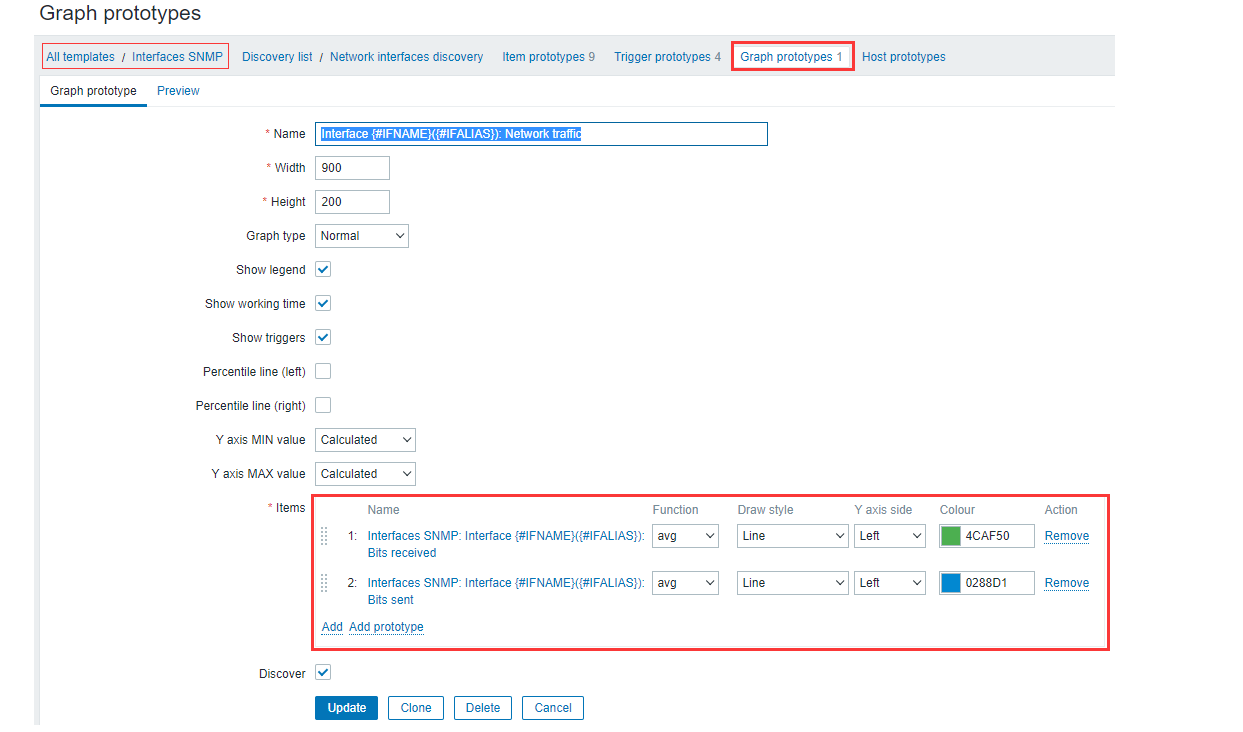 Graph prototypes
All templates / Interfaces SNMP Discovery list / Network interfaces discovery Item prototypes 9 Trigger prototypes 4 Graph prototypes 1 Host prototypes
Graph prototype Preview
* Name Interface {#IFNAME}({#IFALIAS}): Network traffic
* Width 900
* Height 200
Graph type Normal
Show legend
Show working time
Show triggers
Percentile line (left)
Percentile line (right)
Y axis MIN value Calculated
Y axis MAX value Calculated
* Items Name Function Draw style Y axis side Colour Action
1: Interfaces SNMP: Interface {#IFNAME}({#IFALIAS}): avg Line Left 4CAF50 Remove
Bits received
2: Interfaces SNMP: Interface {#IFNAME}({#IFALIAS}): avg Line Left 0288D1 Remove
Bits sent
Add Add prototype
Discover
Update Clone Delete Cancel